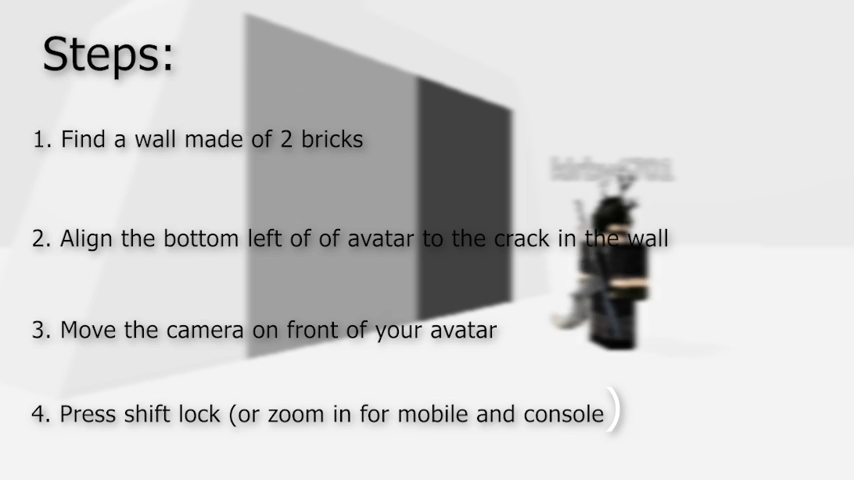 Steps:
1. Find a wall made of 2 bricks
2. Align the bottom left of of avatar to the crack in the wall
3. Move the camera on front of your avatar
4. Press shift lock (or zoom in for mobile and console)